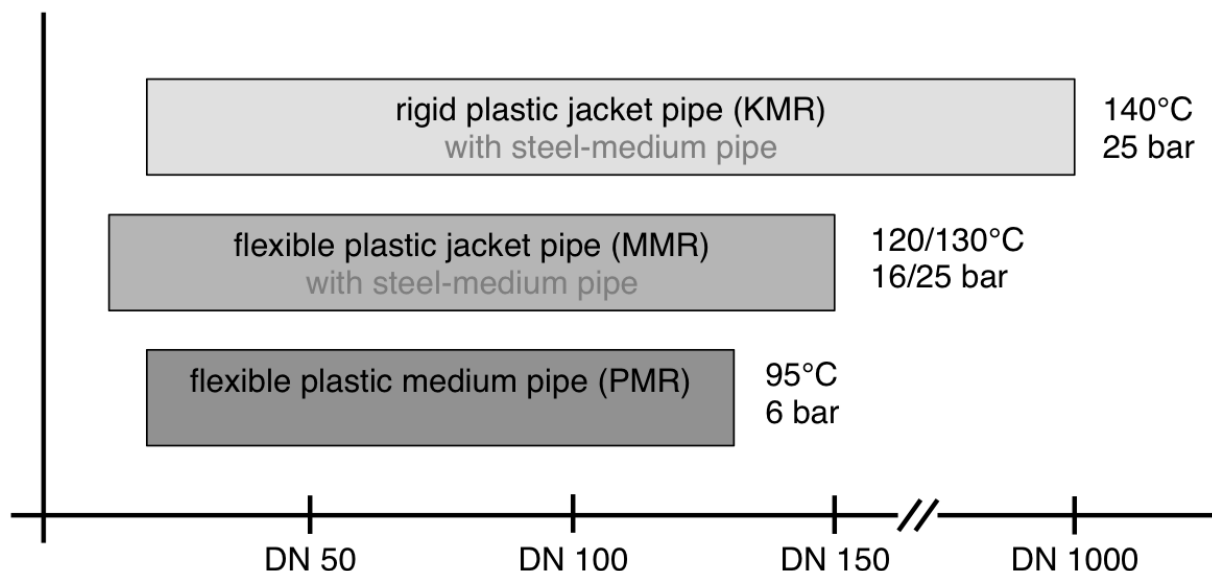 rigid plastic jacket pipe (KMR)
with steel-medium pipe
140°C
25 bar
flexible plastic jacket pipe (MMR)
with steel-medium pipe
120/130°C
16/25 bar
flexible plastic medium pipe (PMR)
95°C
6 bar
DN 50
DN 100
DN 150
DN 1000